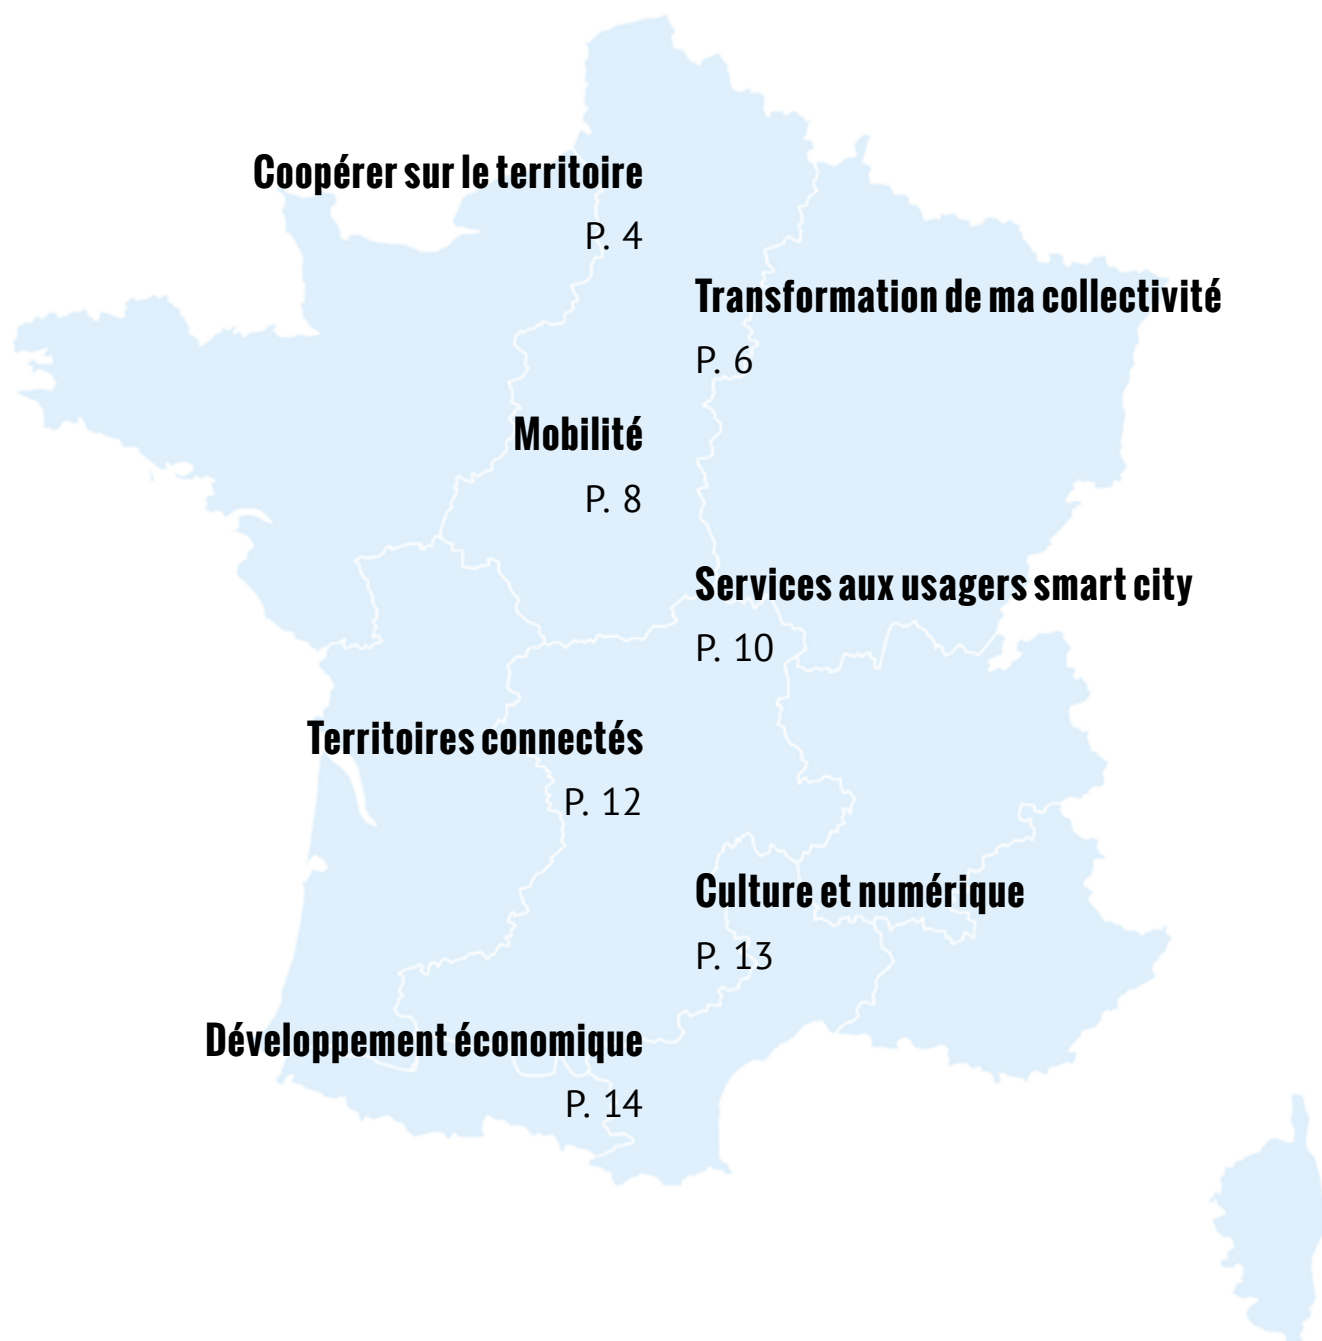 Coopérer sur le territoire
P. 4
Transformation de ma collectivité
P. 6
Mobilité
P. 8
Services aux usagers smart city
P. 10
Territoires connectés
P. 12
Culture et numérique
P. 13
Développement économique
P. 14